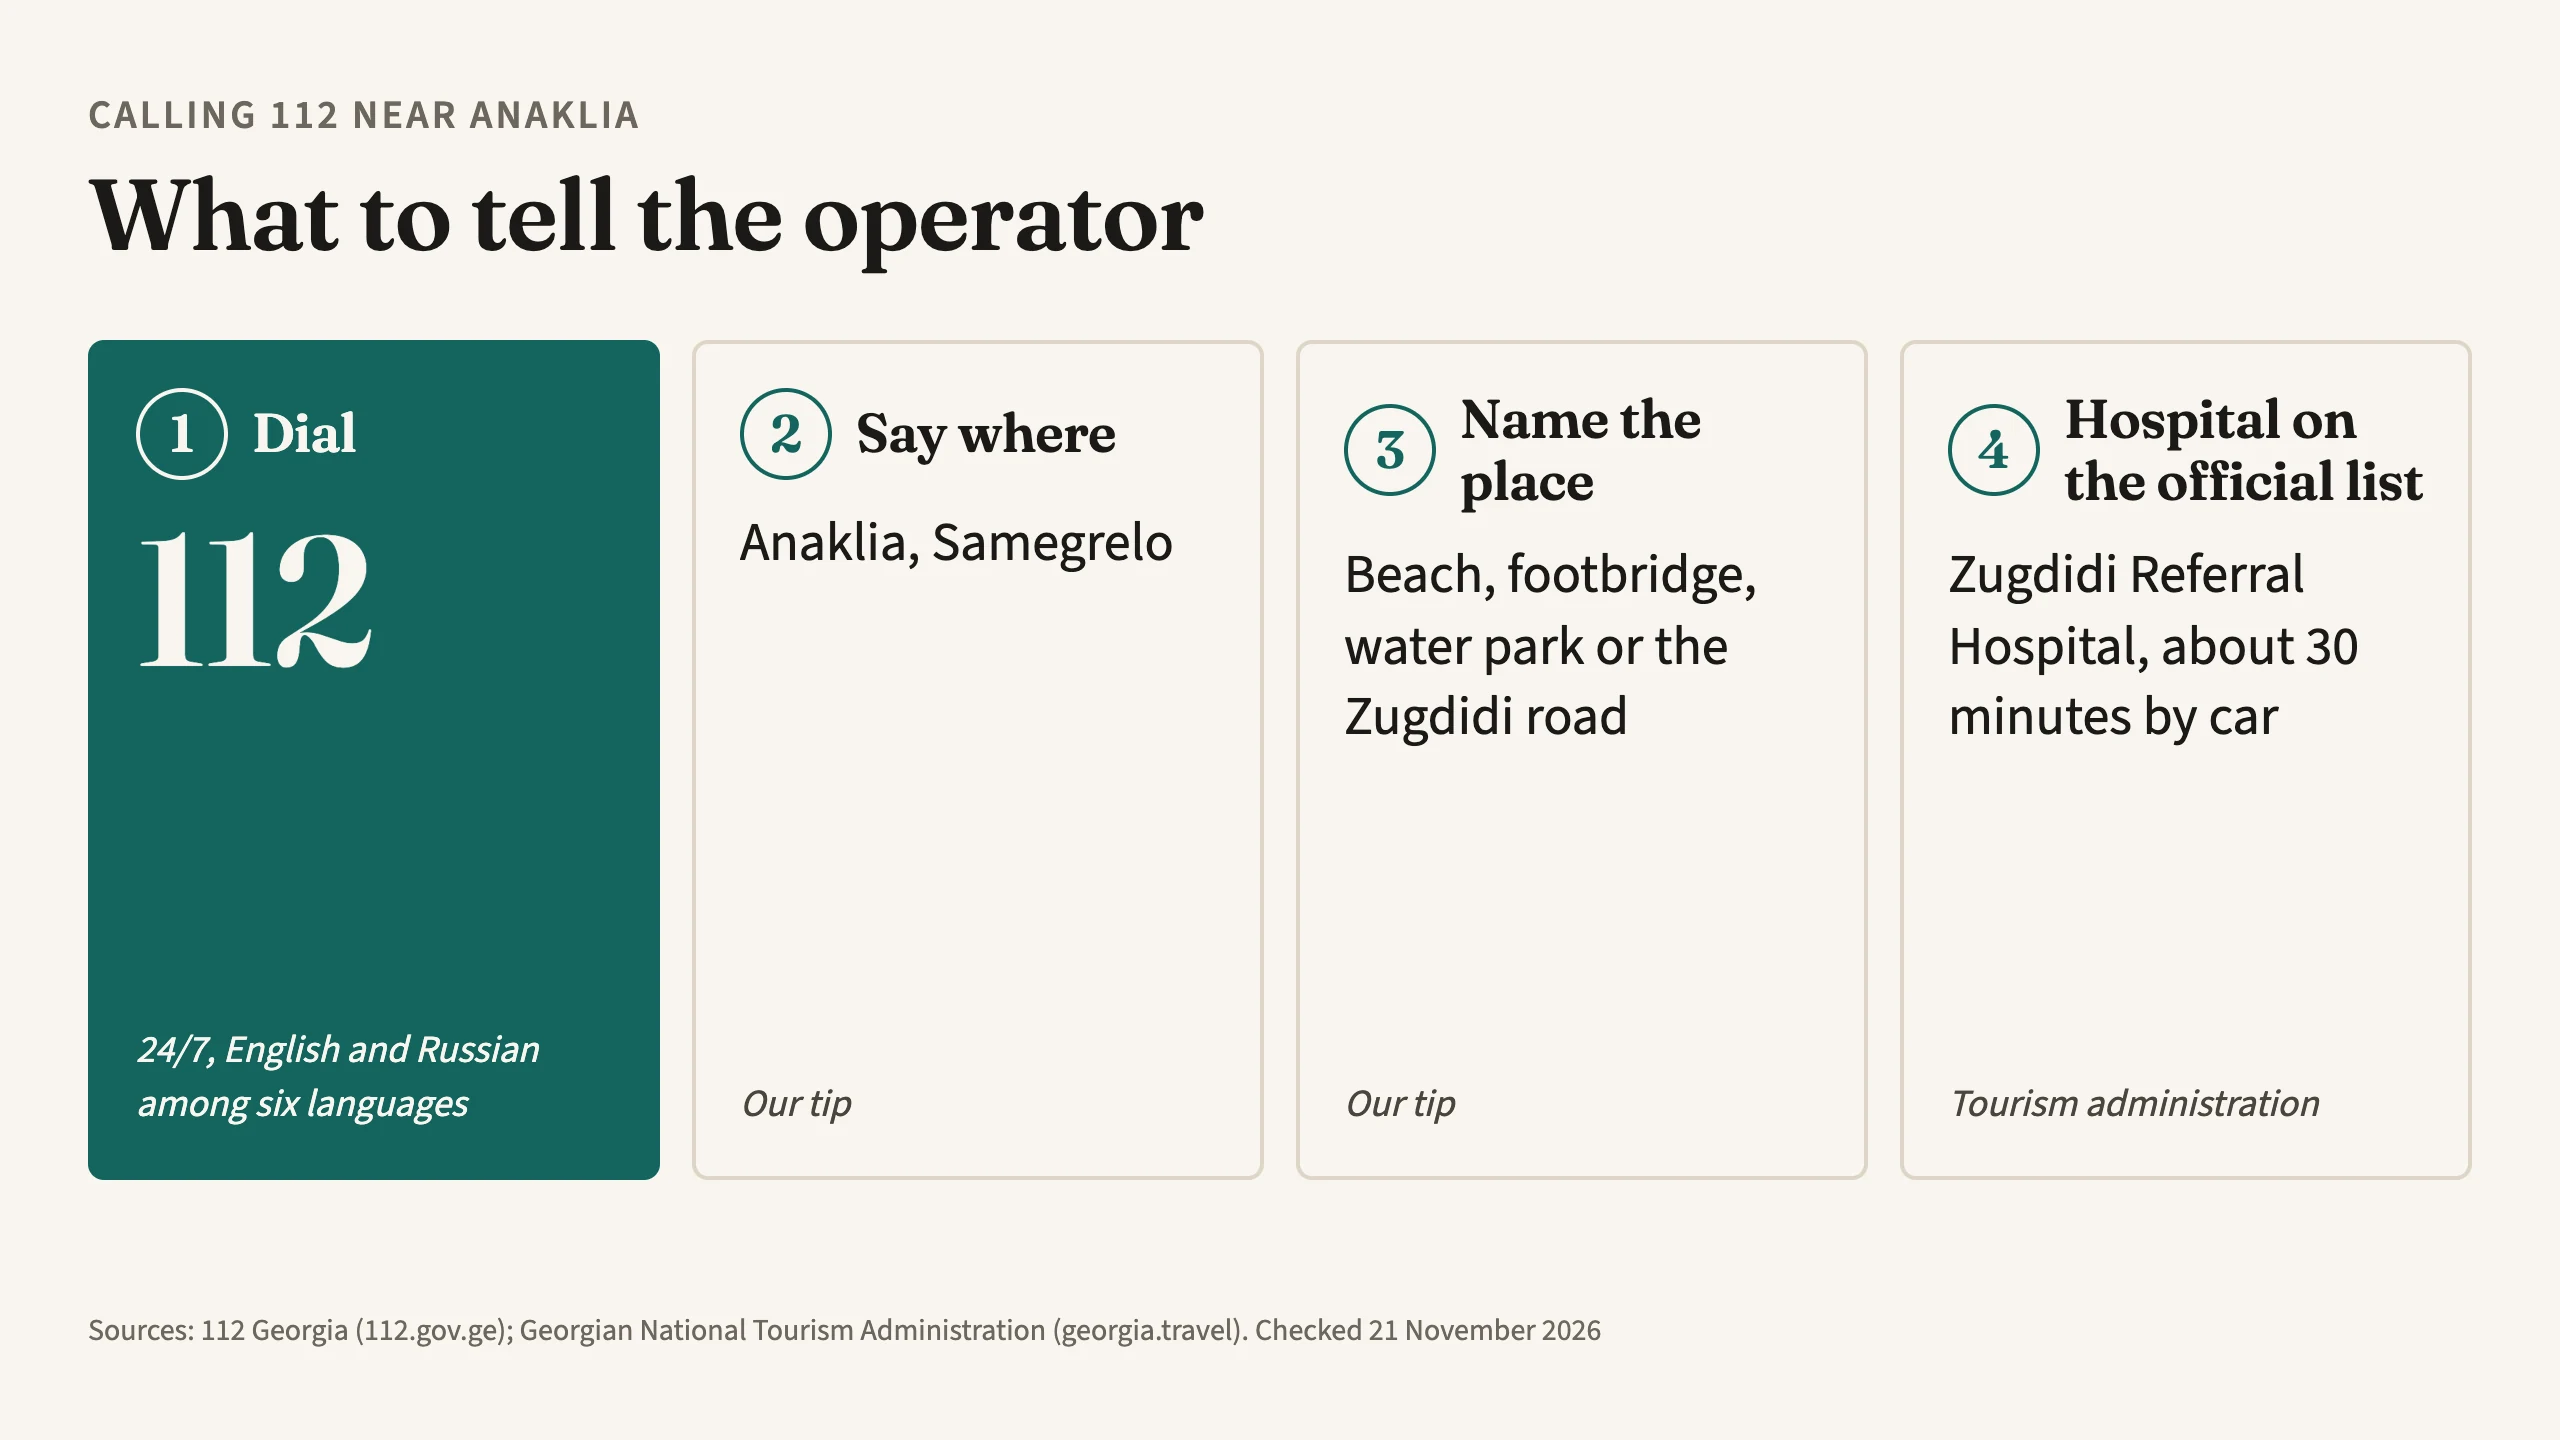 CALLING 112 NEAR ANAKLIA
What to tell the operator
1 Dial
112
24/7, English and Russian
among six languages
2 Say where
Anaklia, Samegrelo
Our tip
3 Name the
place
Beach, footbridge,
water park or the
Zugdidi road
Our tip
4 Hospital on
the official list
Zugdidi Referral
Hospital, about 30
minutes by car
Tourism administration
Sources: 112 Georgia (112.gov.ge); Georgian National Tourism Administration (georgia.travel). Checked 21 November 2026